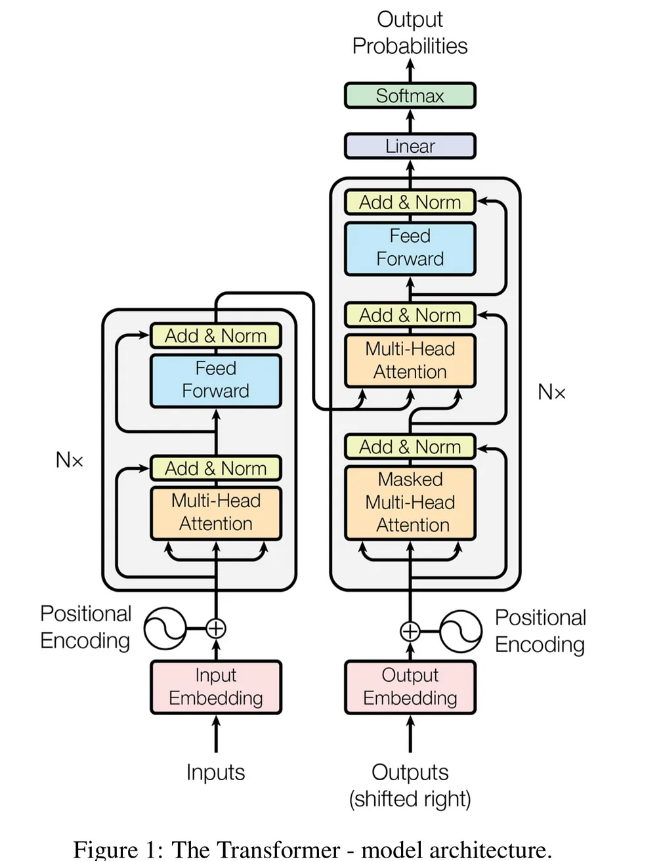 Output
Probabilities
Softmax
Linear
Add & Norm
Feed
Forward
Add & Norm
Multi-Head
Attention
Add & Norm
Masked
Multi-Head
Attention
Nx
Add & Norm
Feed
Forward
Add & Norm
Multi-Head
Attention
Nx
Positional
Encoding
Positional
Encoding
Input
Embedding
Output
Embedding
Inputs
Outputs
(shifted right)
Figure 1: The Transformer - model architecture.